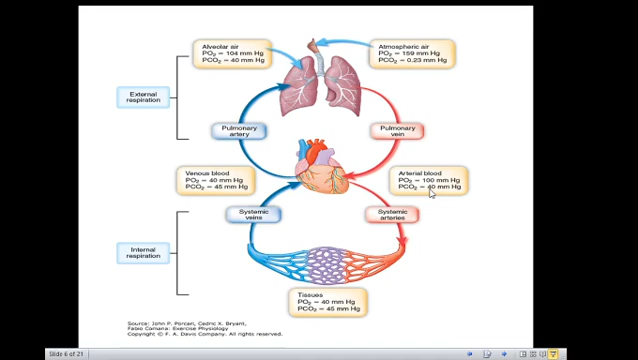 Alveolar air
PO2 = 104 mm Hg
PCO2 = 40 mm Hg
Atmospheric air
PO2 = 159 mm Hg
PCO2 = 0.23 mm Hg
External
respiration
Pulmonary
artery
Pulmonary
vein
Venous blood
PO2 = 40 mm Hg
PCO2 = 45 mm Hg
Arterial blood
PO2 = 100 mm Hg
PCO2 = 40 mm Hg
Systemic
veins
Systemic
arteries
Internal
respiration
Tissues
PO2 = 40 mm Hg
PCO2 = 45 mm Hg
Source: John P. Porcari, Cedric X. Bryant,
Fabio Comana: Exercise Physiology
Copyright © F. A. Davis Company. All rights reserved.
Slide 6 of 21